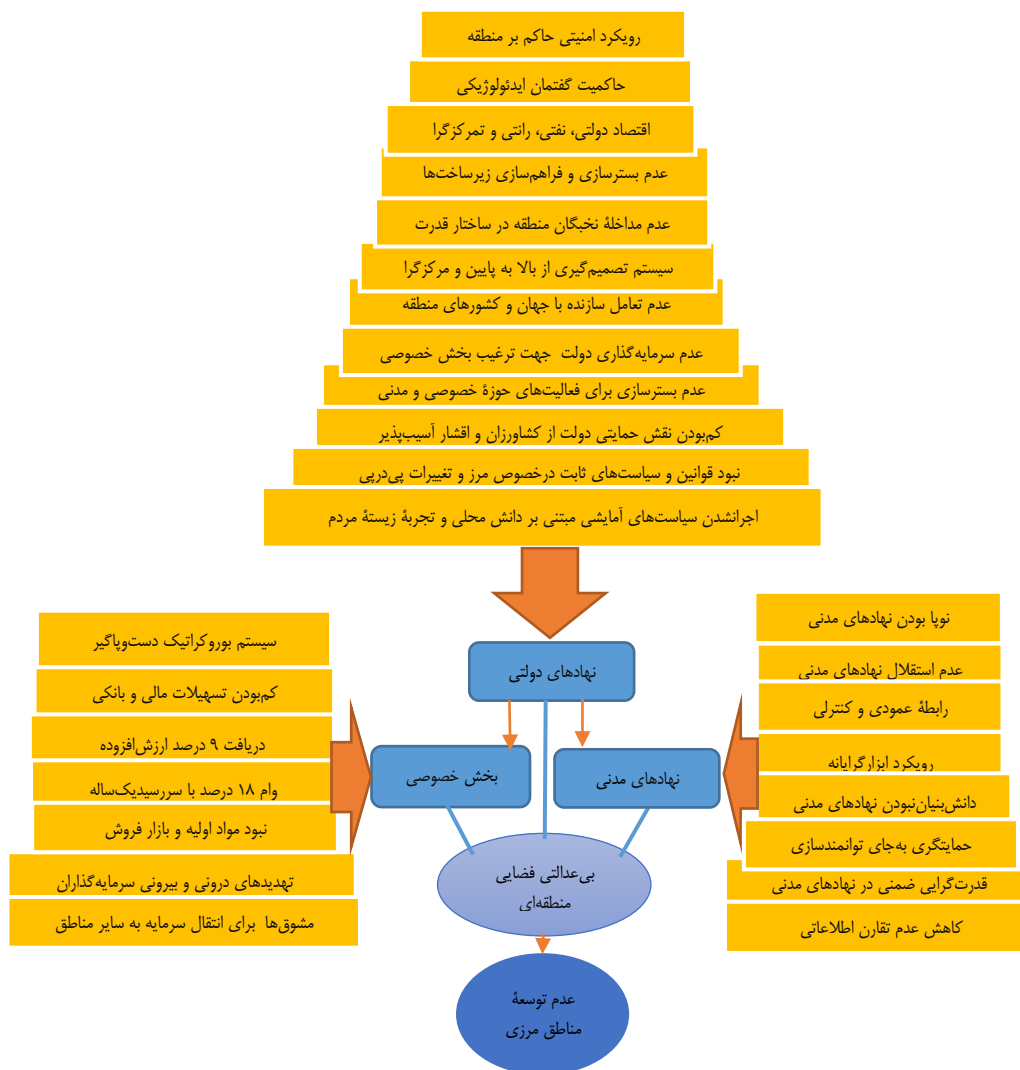 رویکرد امنیتی حاکم بر منطقه
حاکمیت گفتمان ایدئولوژیکی
اقتصاد دولتی، نفتی، رانتی و تمرکزگرا
عدم بسترسازی و فراهم‌سازی زیرساخت‌ها
عدم مداخلۀ نخبگان منطقه در ساختار قدرت
سیستم تصمیم‌گیری از بالا به پایین و مرکزگرا
عدم تعامل سازنده با جهان و کشورهای منطقه
عدم سرمایه‌گذاری دولت جهت ترغیب بخش خصوصی
عدم بسترسازی برای فعالیت‌های حوزۀ خصوصی و مدنی
کم‌بودن نقش حمایتی دولت از کشاورزان و اقشار آسیب‌پذیر
نبود قوانین و سیاست‌های ثابت درخصوص مرز و تغییرات پی‌درپی
اجرانشدن سیاست‌های آمایشی مبتنی بر دانش محلی و تجربۀ زیستۀ مردم
نهادهای دولتی
نوپا بودن نهادهای مدنی
عدم استقلال نهادهای مدنی
رابطۀ عمودی و کنترلی
رویکرد ابزارگرایانه
دانش‌بنیان‌نبودن نهادهای مدنی
حمایتگری به‌جای توانمندسازی
قدرت‌گرایی ضمنی در نهادهای مدنی
کاهش عدم تقارن اطلاعاتی
نهادهای مدنی
بخش خصوصی
سیستم بوروکراتیک دست‌وپاگیر
کم‌بودن تسهیلات مالی و بانکی
دریافت ۹ درصد ارزش‌افزوده
وام ۱۸ درصد با سررسیدیک‌ساله
نبود مواد اولیه و بازار فروش
تهدیدهای درونی و بیرونی سرمایه‌گذاران
مشوق‌ها برای انتقال سرمایه به سایر مناطق
بی‌عدالتی فضایی
منطقه‌ای
عدم توسعۀ
مناطق مرزی